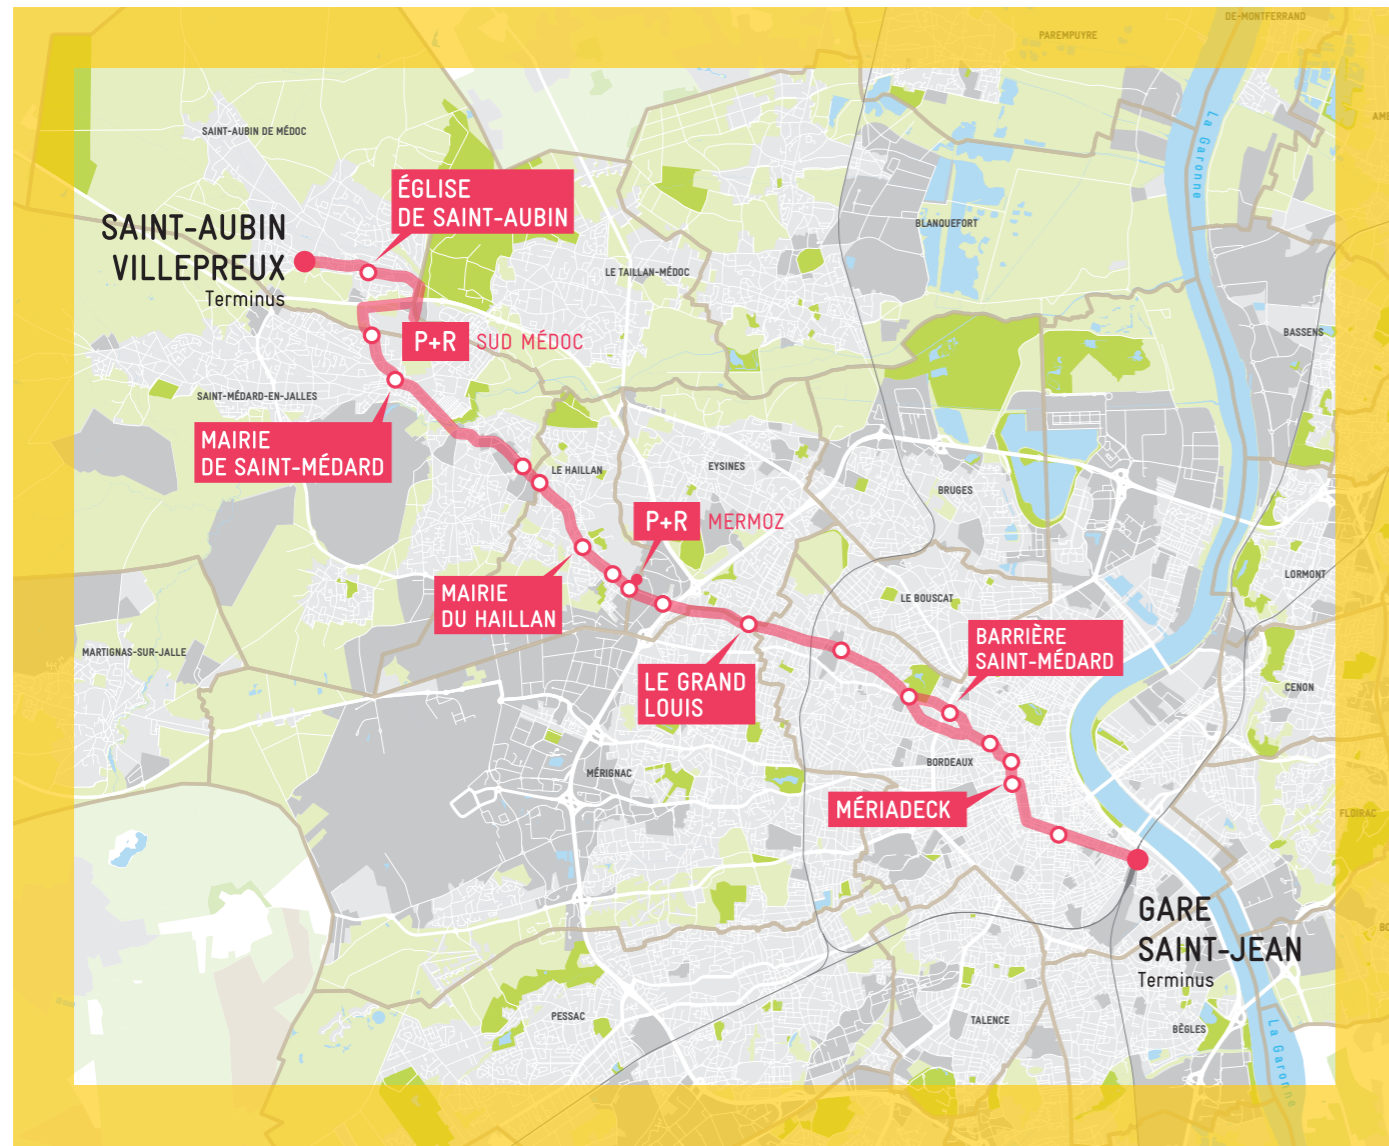 DE-MONTFERRAND
PAREMPUYRE
La Garonne
SAINT-AUBIN DE MÉDOC
ÉGLISE
DE SAINT-AUBIN
SAINT-AUBIN
VILLEPREUX
Terminus
BLANQUEFORT
LE TAILLAN-MÉDOC
BASSENS
P+R SUD MÉDOC
SAINT-MÉDARD-EN-JALLES
MAIRIE
DE SAINT-MÉDARD
LE HAILLAN
EYSINES
BRUGES
P+R MERMOZ
LORMONT
MAIRIE
DU HAILLAN
LE BOUSCAT
BARRIÈRE
SAINT-MÉDARD
MARTIGNAS-SUR-JALLE
LE GRAND
LOUIS
CENON
BORDEAUX
MÉRIGNAC
MÉRIADECK
FLOIRAC
GARE
SAINT-JEAN
Terminus
PESSAC
TALENCE
BÈGLES
La Garonne